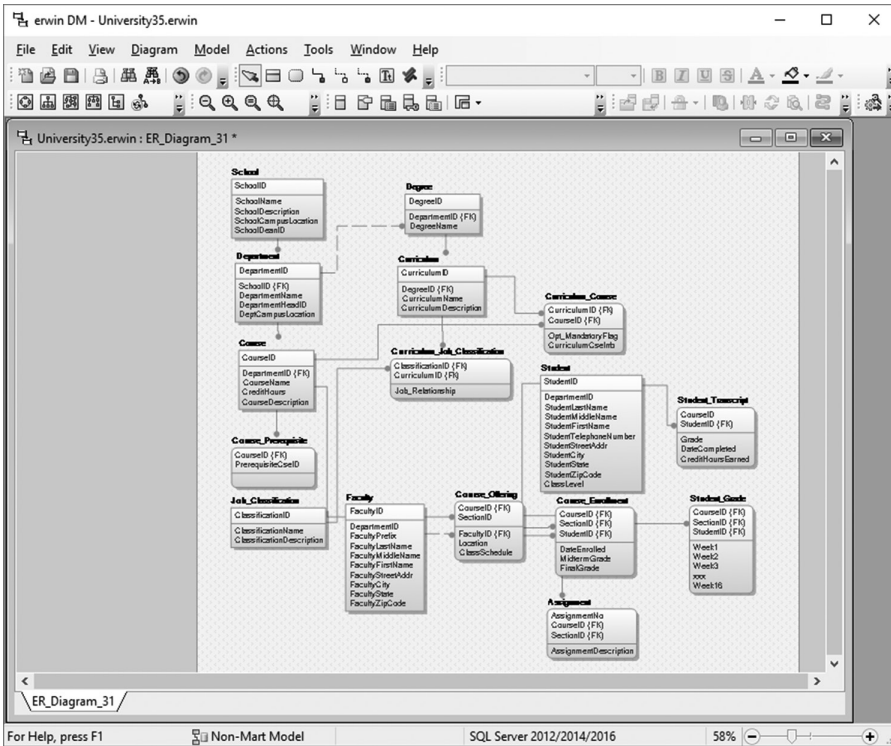 erwin DM - University35.erwin
File Edit View Diagram Model Actions Tools Window Help
University35.erwin : ER_Diagram_31 *
School
SchoolID
SchoolName
SchoolDescription
SchoolCampusLocation
SchoolDeanID
Degree
DegreeID
DepartmentID (FK)
DegreeName
Department
DepartmentID
SchoolID (FK)
DepartmentName
DepartmentHeadID
DeptCampusLocation
Curriculum
CurriculumID
DegreeID (FK)
CurriculumName
CurriculumDescription
Curriculum_Course
CurriculumID (FK)
CourseID (FK)
Opt_MandatoryFlag
CurriculumCseInfo
Course
CourseID
DepartmentID (FK)
CourseName
CreditHours
CourseDescription
Curriculum_Job_Classification
ClassificationID (FK)
CurriculumID (FK)
Job_Relationship
Student
StudentID
DepartmentID
StudentLastName
StudentMiddleName
StudentFirstName
StudentTelephoneNumber
StudentStreetAddr
StudentCity
StudentState
StudentZipCode
ClassLevel
Student_Transcript
CourseID
StudentID (FK)
Grade
DateCompleted
CreditHoursEarned
Course_Prerequisite
CourseID (FK)
PrerequisiteCseID
Job_Classification
ClassificationID
ClassificationName
ClassificationDescription
Faculty
FacultyID
DepartmentID
FacultyPrefix
FacultyLastName
FacultyMiddleName
FacultyFirstName
FacultyStreetAddr
FacultyCity
FacultyState
FacultyZipCode
Course_Offering
CourseID (FK)
SectionID
FacultyID (FK)
Location
ClassSchedule
Course_Enrollment
CourseID (FK)
SectionID (FK)
StudentID (FK)
DateEnrolled
MidtermGrade
FinalGrade
Student_Grade
CourseID (FK)
SectionID (FK)
StudentID (FK)
Week1
Week2
Week3
xxx
Week16
Assignment
AssignmentNo
CourseID (FK)
SectionID (FK)
AssignmentDescription
ER_Diagram_31
For Help, press F1 Non-Mart Model SQL Server 2012/2014/2016 58%